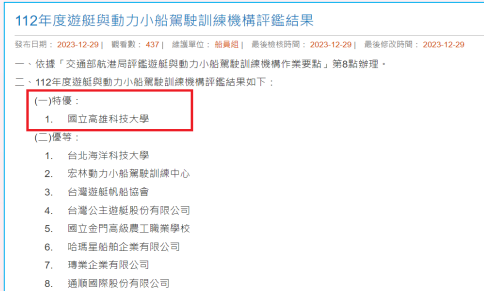 112年度遊艇與動力小船駕駛訓練機構評鑑結果
發布日期：2023-12-29| 觀看數：437| 維護單位：船員組| 最後檢核時間：2023-12-29| 最後修改時間：2023-12-29
一、依據「交通部航港局評鑑遊艇與動力小船駕駛訓練機構作業要點」第8點辦理。
二、112年度遊艇與動力小船駕駛訓練機構評鑑結果如下：
(一)特優：
1. 國立高雄科技大學
(二)優等：
1. 台北海洋科技大學
2. 宏林動力小船駕駛訓練中心
3. 台灣遊艇帆船協會
4. 台灣公主遊艇股份有限公司
5. 國立金門高級農工職業學校
6. 哈瑪星船舶企業有限公司
7. 瑋業企業有限公司
8. 通順國際股份有限公司